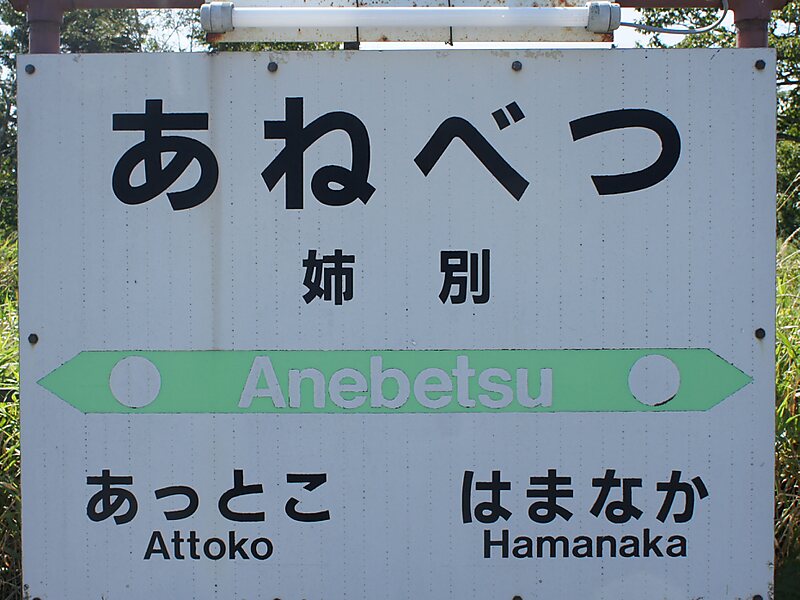 あねべつ
姉別
Anebetsu
あっとこ はまなか
Attoko Hamanaka